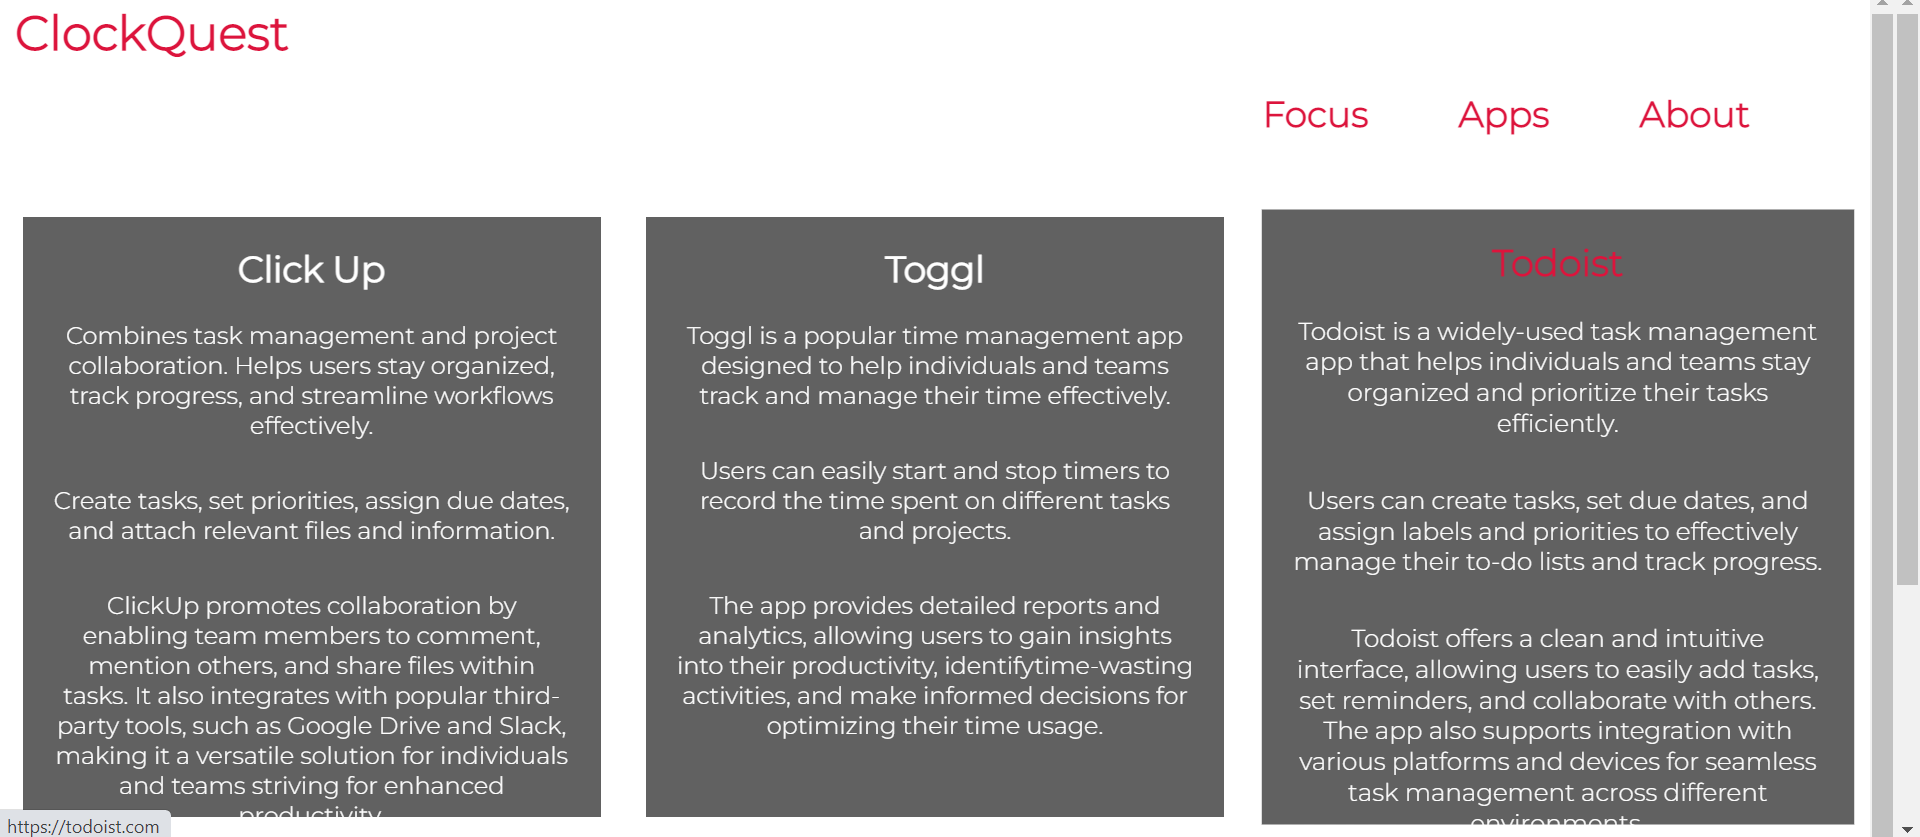 ClockQuest
Focus
Apps
About
Click Up
Combines task management and project
collaboration. Helps users stay organized,
track progress, and streamline workflows
effectively.
Create tasks, set priorities, assign due dates,
and attach relevant files and information.
ClickUp promotes collaboration by
enabling team members to comment,
mention others, and share files within
tasks. It also integrates with popular third-
party tools, such as Google Drive and Slack,
making it a versatile solution for individuals
and teams striving for enhanced
productivity.
Toggl
Toggl is a popular time management app
designed to help individuals and teams
track and manage their time effectively.
Users can easily start and stop timers to
record the time spent on different tasks
and projects.
The app provides detailed reports and
analytics, allowing users to gain insights
into their productivity, identifytime-wasting
activities, and make informed decisions for
optimizing their time usage.
Todoist
Todoist is a widely-used task management
app that helps individuals and teams stay
organized and prioritize their tasks
efficiently.
Users can create tasks, set due dates, and
assign labels and priorities to effectively
manage their to-do lists and track progress.
Todoist offers a clean and intuitive
interface, allowing users to easily add tasks,
set reminders, and collaborate with others.
The app also supports integration with
various platforms and devices for seamless
task management across different
environments.
https://todoist.com